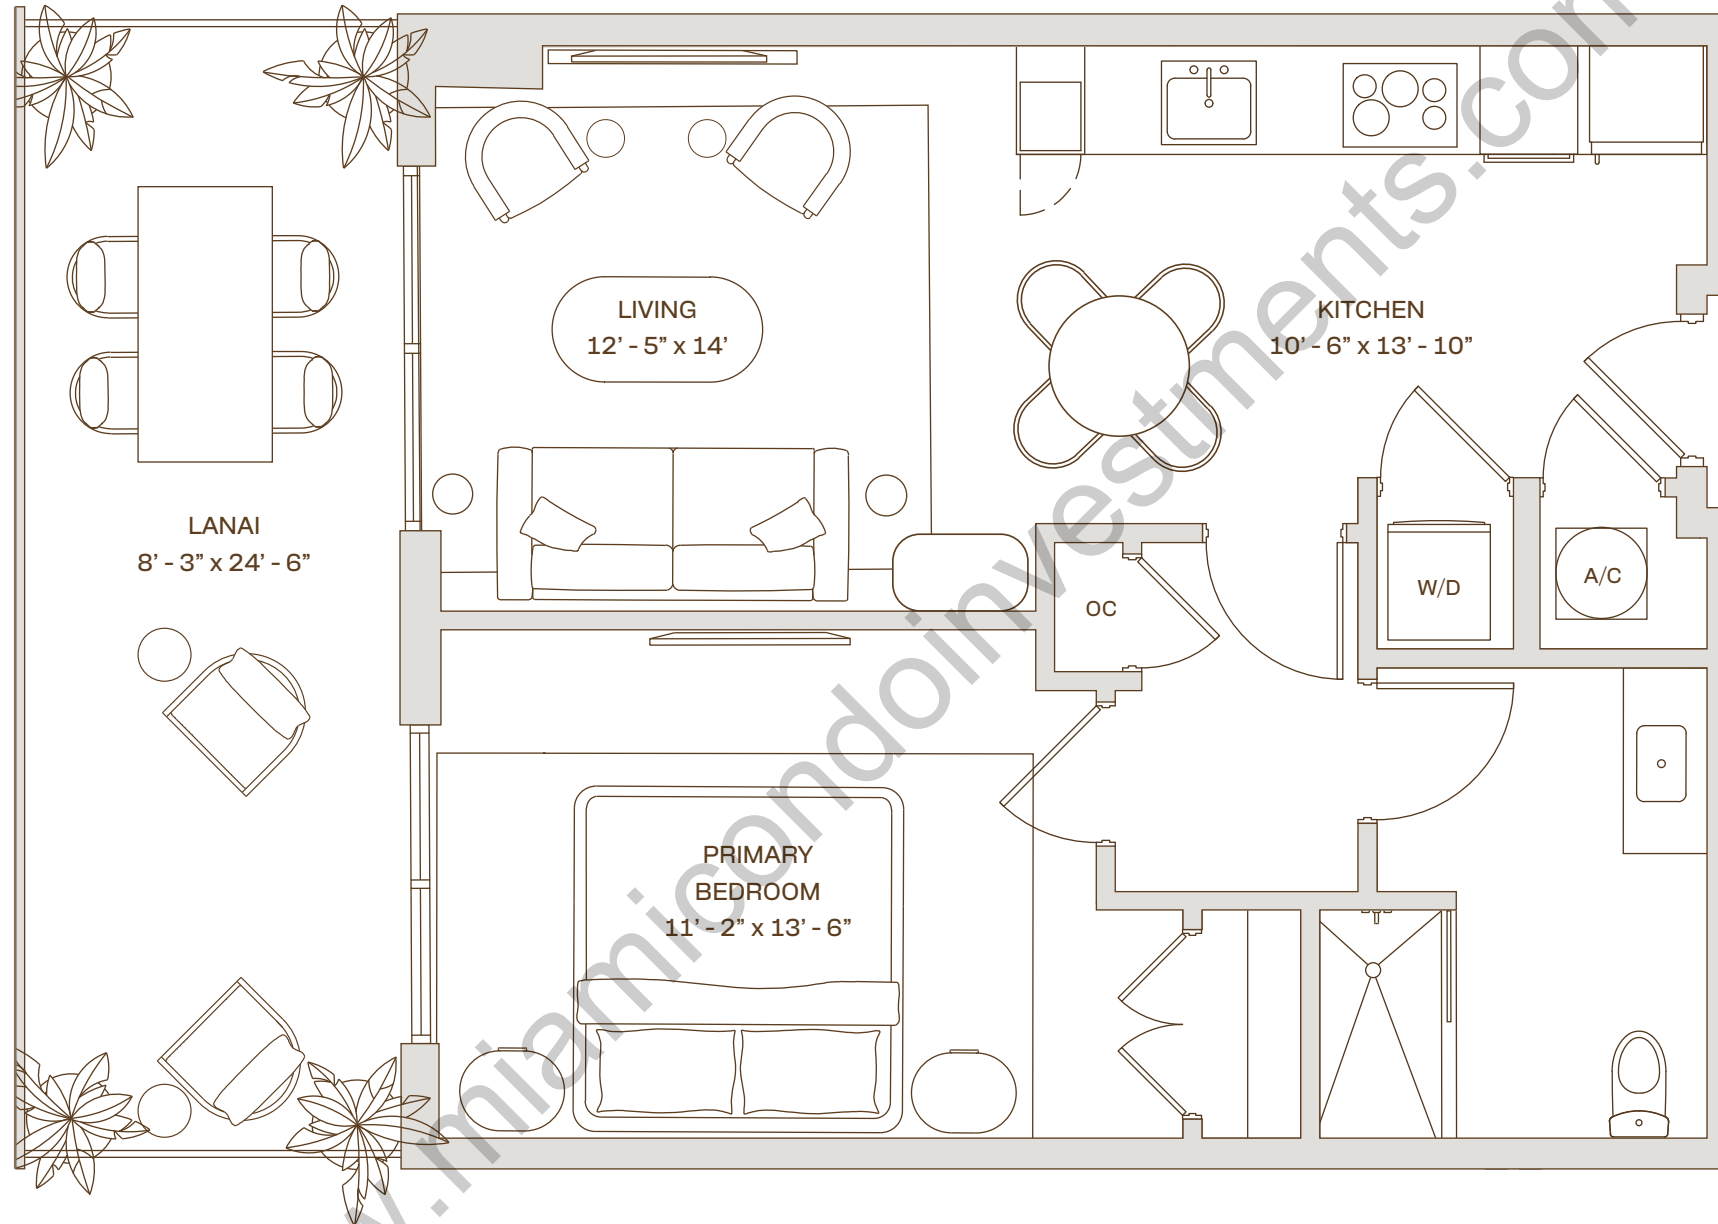 LIVING
12’ - 5” x 14’
KITCHEN
10’ - 6” x 13’ - 10”
LANAI
8’ - 3” x 24’ - 6”
OC
W/D
A/C
PRIMARY
BEDROOM
11’ - 2” x 13’ - 6”
.miamicondoinvestments.com